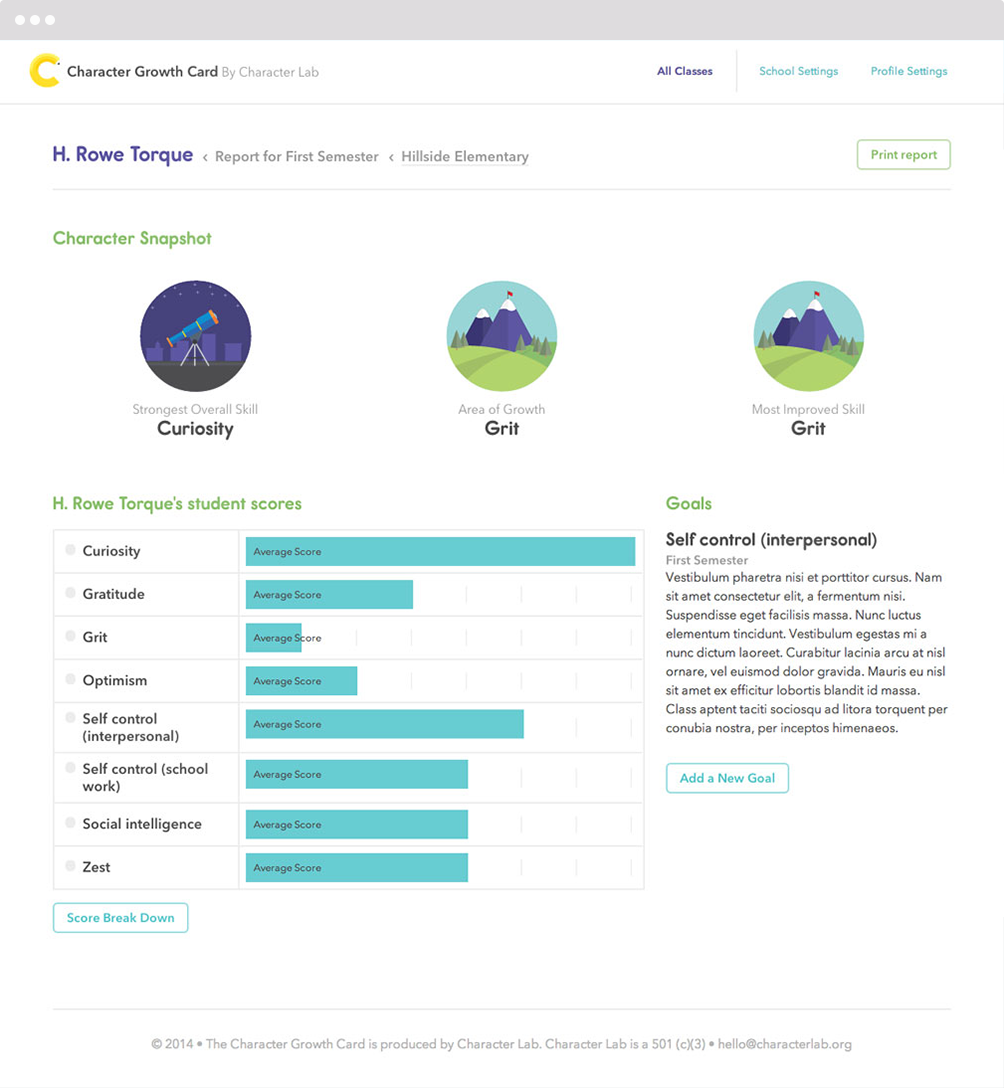 Character Growth Card By Character Lab
All Classes
School Settings
Profile Settings
H. Rowe Torque ‹ Report for First Semester ‹ Hillside Elementary
Print report
Character Snapshot
Strongest Overall Skill
Curiosity
Area of Growth
Grit
Most Improved Skill
Grit
H. Rowe Torque's student scores
Curiosity
Average Score
Gratitude
Average Score
Grit
Average Score
Optimism
Average Score
Self control
(interpersonal)
Average Score
Self control (school
work)
Average Score
Social intelligence
Average Score
Zest
Average Score
Score Break Down
Goals
Self control (interpersonal)
First Semester
Vestibulum pharetra nisi et porttitor cursus. Nam
sit amet consectetur elit, a fermentum nisi.
Suspendisse eget facilisis massa. Nunc luctus
elementum tincidunt. Vestibulum egestas mi a
nunc dictum laoreet. Curabitur lacinia arcu at nisl
ornare, vel euismod dolor gravida. Mauris eu nisl
sit amet ex efficitur lobortis blandit id massa.
Class aptent taciti sociosqu ad litora torquent per
conubia nostra, per inceptos himenaeos.
Add a New Goal
© 2014 • The Character Growth Card is produced by Character Lab. Character Lab is a 501 (c)(3) • hello@characterlab.org